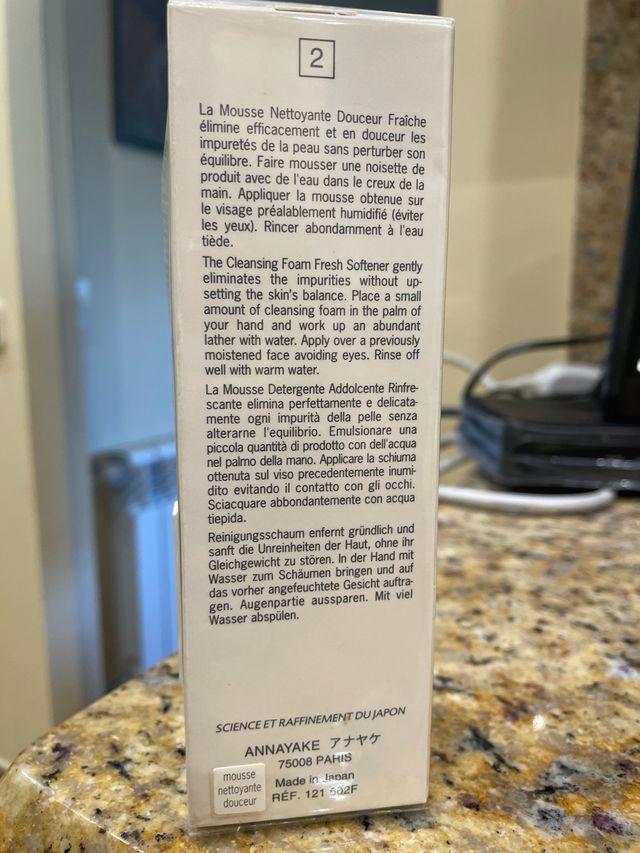 2
La Mousse Nettoyante Douceur Fraîche
élimine efficacement et en douceur les
impuretés de la peau sans perturber son
équilibre. Faire mousser une noisette de
produit avec de l'eau dans le creux de la
main. Appliquer la mousse obtenue sur
le visage préalablement humidifié (éviter
les yeux). Rincer abondamment à l'eau
tiède.
The Cleansing Foam Fresh Softener gently
eliminates the impurities without up-
setting the skin's balance. Place a small
amount of cleansing foam in the palm of
your hand and work up an abundant
lather with water. Apply over a previously
moistened face avoiding eyes. Rinse off
well with warm water.
La Mousse Detergente Addolcente Rinfre-
scante elimina perfettamente e delicata-
mente ogni impurità della pelle senza
alterarne l'equilibrio. Emulsionare una
piccola quantità di prodotto con dell'acqua
nel palmo della mano. Applicare la schiuma
ottenuta sul viso precedentemente inumi-
dito evitando il contatto con gli occhi.
Sciacquare abbondantemente con acqua
tiepida.
Reinigungsschaum enfernt gründlich und
sanft die Unreinheiten der Haut, ohne ihr
Gleichgewicht zu stören. In der Hand mit
Wasser zum Schäumen bringen und auf
das vorher angefeuchtete Gesicht auftra-
gen. Augenpartie aussparen. Mit viel
Wasser abspülen.
SCIENCE ET RAFFINEMENT DU JAPON
ANNAYAKE アナヤケ
75008 PARIS
Made in Japan
RÉF. 121 502F
mousse
nettoyante
douceur